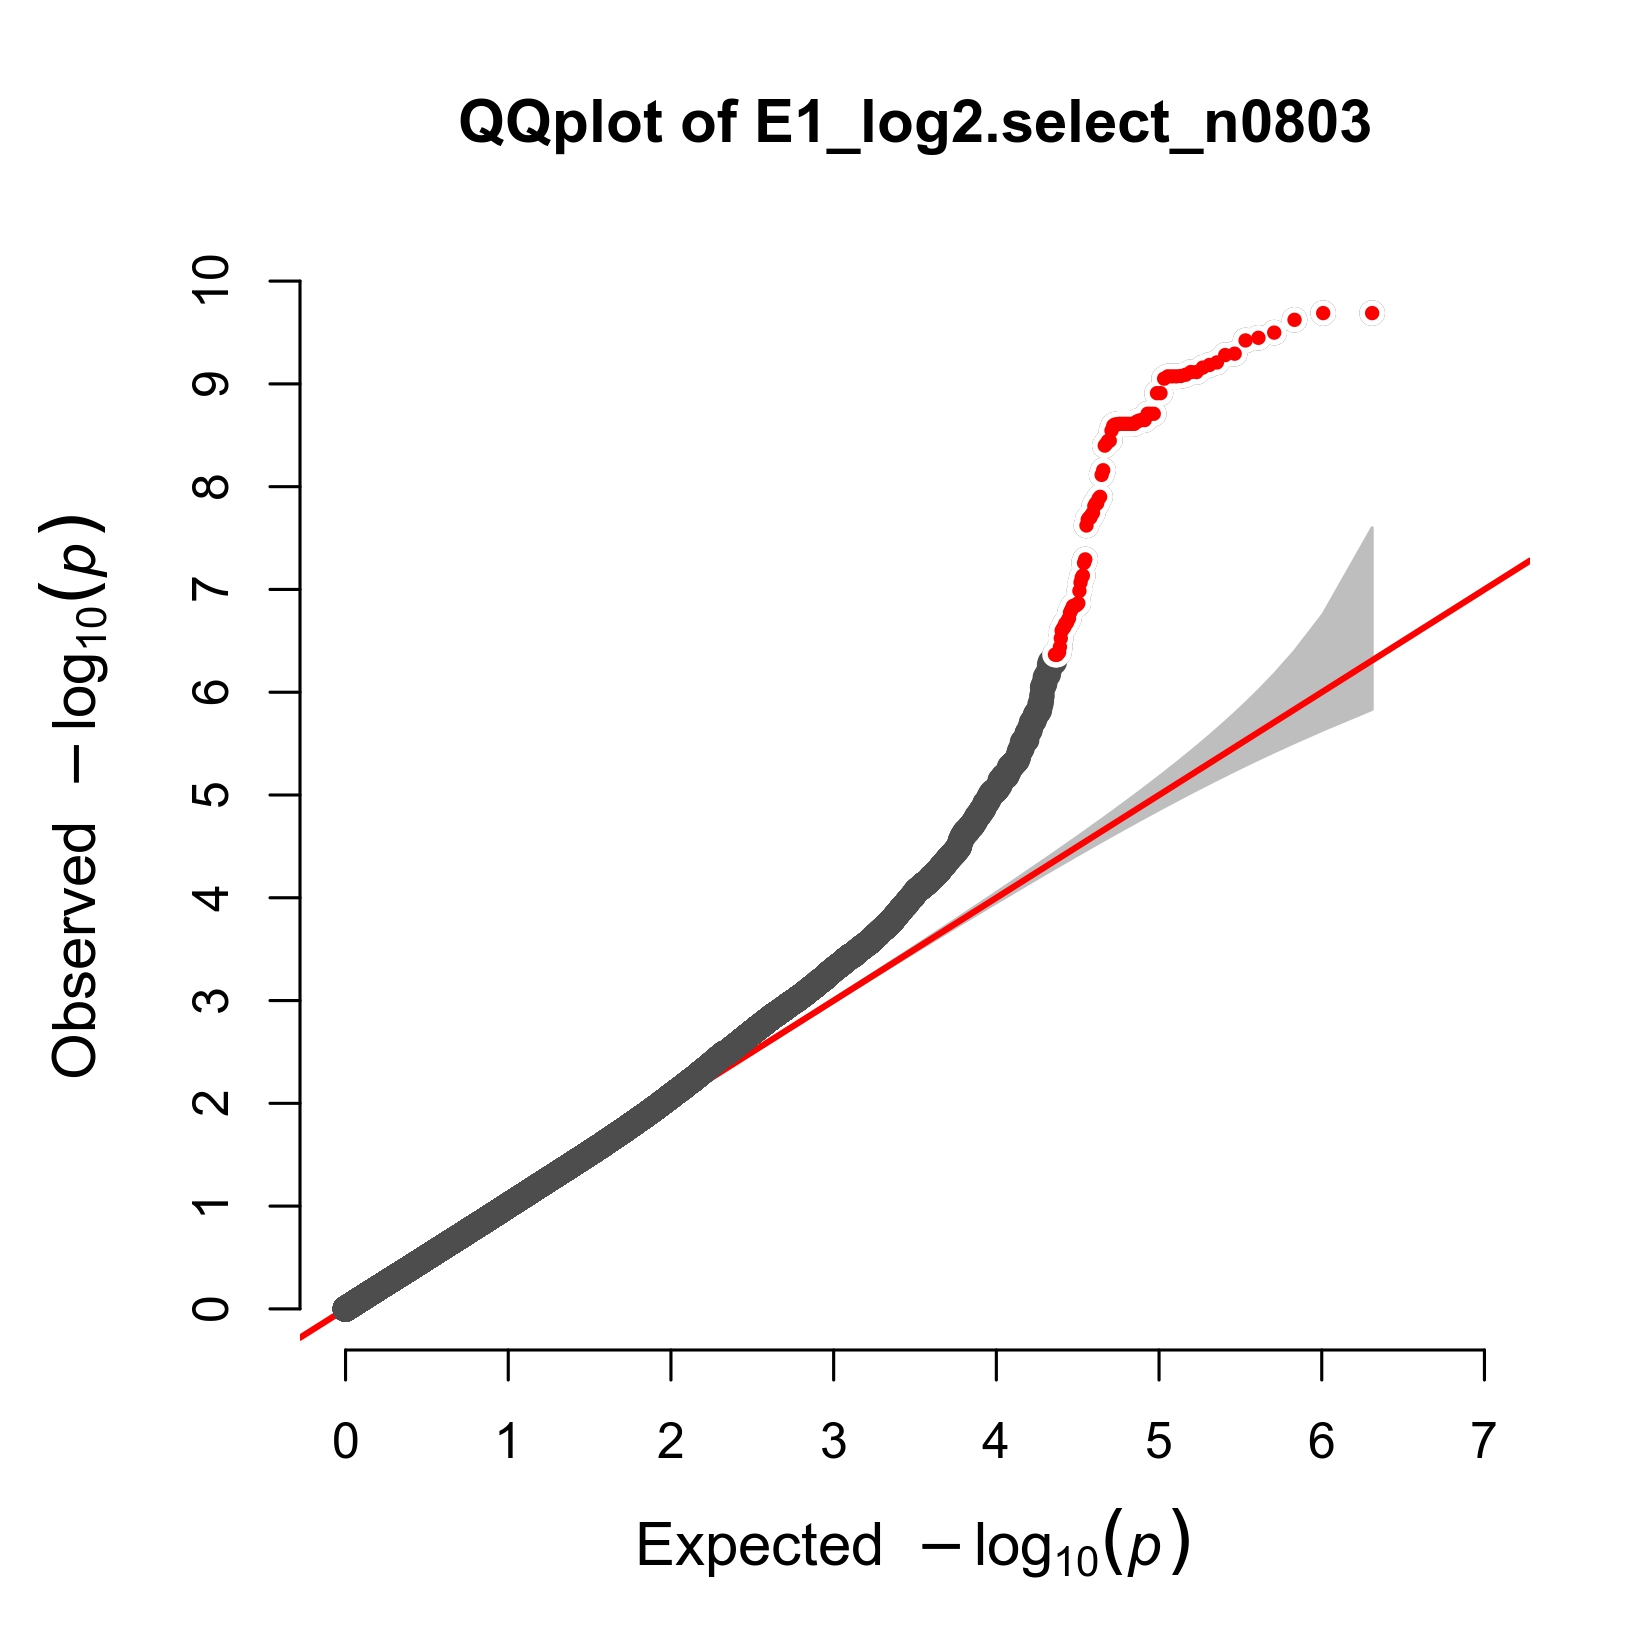 QQplot of E1_log2.select_n0803
Observed −log10(p)
10
9
8
7
6
5
4
3
2
1
0
0 1 2 3 4 5 6 7
Expected −log10(p)